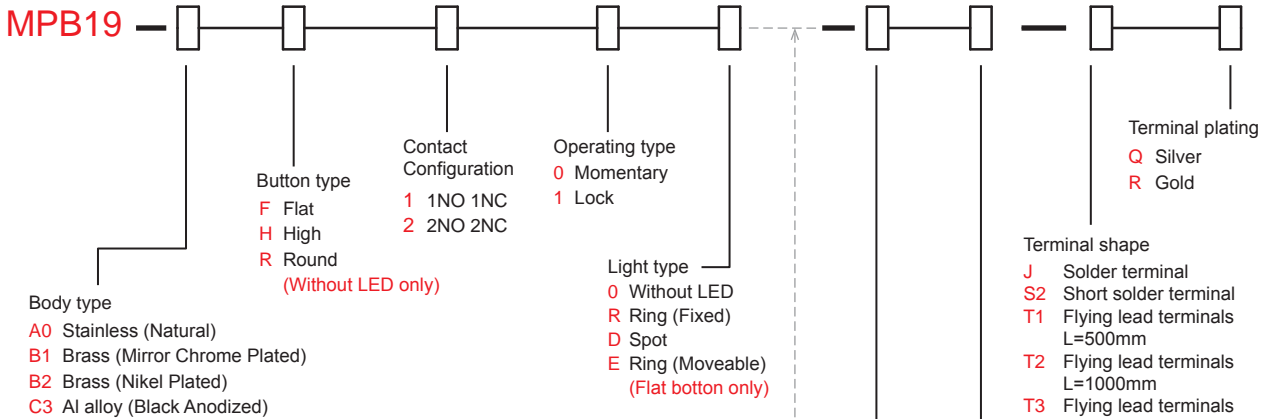 MPB19
Body type
A0 Stainless (Natural)
B1 Brass (Mirror Chrome Plated)
B2 Brass (Nikel Plated)
C3 Al alloy (Black Anodized)
Button type
F Flat
H High
R Round
(Without LED only)
Contact
Configuration
1 1NO 1NC
2 2NO 2NC
Operating type
0 Momentary
1 Lock
Light type
0 Without LED
R Ring (Fixed)
D Spot
E Ring (Moveable)
(Flat botton only)
Terminal shape
J Solder terminal
S2 Short solder terminal
T1 Flying lead terminals
L=500mm
T2 Flying lead terminals
L=1000mm
T3 Flying lead terminals
Terminal plating
Q Silver
R Gold